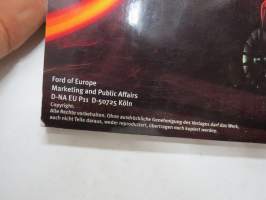 Ford of Europe
Marketing and Public Affairs
D-NA EU P11 D-50725 Köln
Copyright.
Alle Rechte vorbehalten. Ohne ausdrückliche Genehmigung des Verlages darf das Werk,
auch nicht Teile daraus, weder reproduziert, übertragen noch kopiert werden.